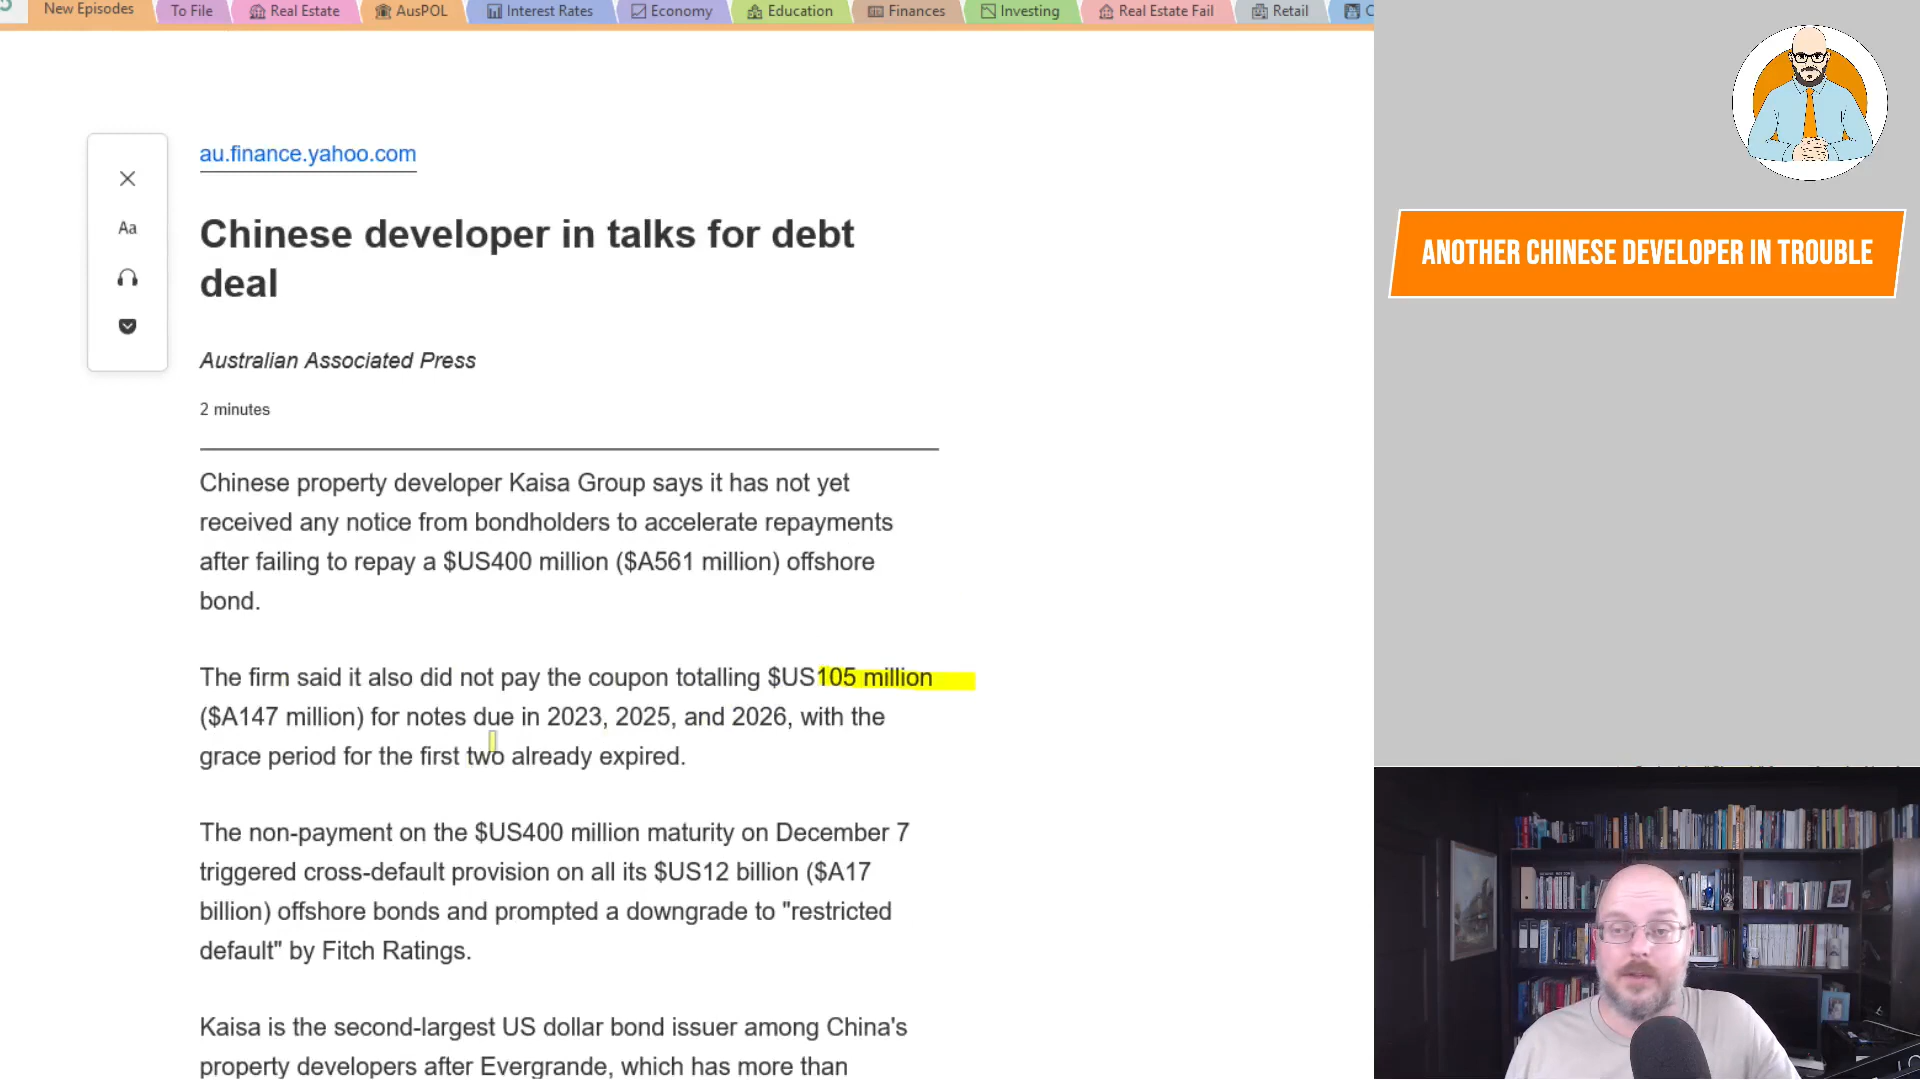 New Episodes
To File
Real Estate
AusPOL
Interest Rates
Economy
Education
Finances
Investing
Real Estate Fail
Retail
au.finance.yahoo.com
Aa
Chinese developer in talks for debt
deal
Australian Associated Press
2 minutes
Chinese property developer Kaisa Group says it has not yet
received any notice from bondholders to accelerate repayments
after failing to repay a $US400 million ($A561 million) offshore
bond.
The firm said it also did not pay the coupon totalling $US105 million
($A147 million) for notes due in 2023, 2025, and 2026, with the
grace period for the first two already expired.
The non-payment on the $US400 million maturity on December 7
triggered cross-default provision on all its $US12 billion ($A17
billion) offshore bonds and prompted a downgrade to "restricted
default" by Fitch Ratings.
Kaisa is the second-largest US dollar bond issuer among China's
property developers after Evergrande, which has more than
ANOTHER CHINESE DEVELOPER IN TROUBLE